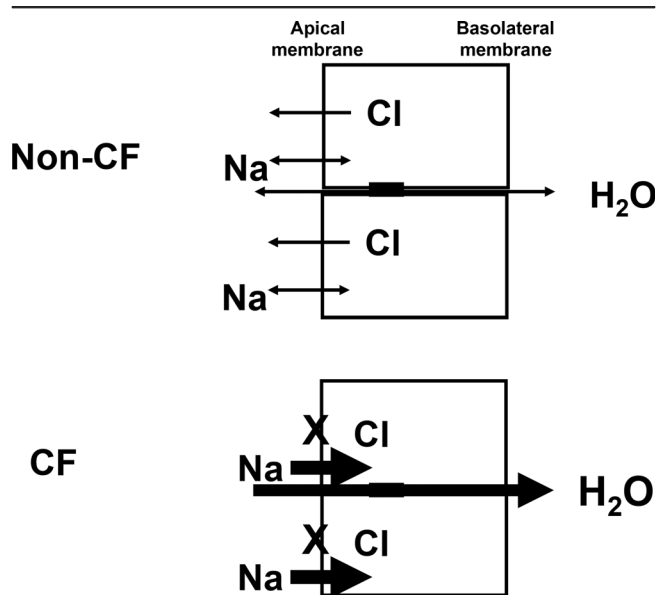 Apical Basolateral
membrane membrane
Cl
Non-CF
Na
H₂O
Cl
Na
X Cl
CF
Na
H₂O
X Cl
Na